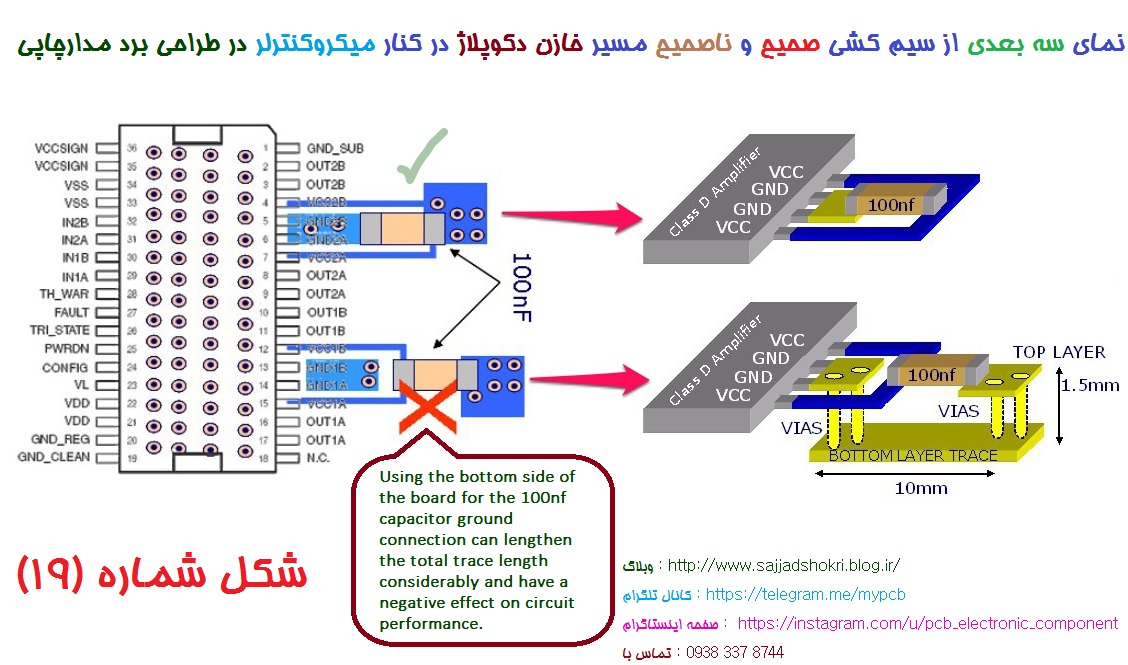 نمای سه بعدی از سیم کشی صمیع و ناصمیع مسیر خازن دکوپلاژ در کنار میکروکنترلر در طراحی برد مدارچاپی
VCCSIGN 36
VCCSIGN 35
VSS 34
VSS 33
IN2B 32
IN2A 31
IN1B 30
IN1A 29
TH_WAR 28
FAULT 27
TRI_STATE 26
PWRDN 25
CONFIG 24
VL 23
VDD 22
VDD 21
GND_REG 20
GND_CLEAN 19
1 GND_SUB
2 OUT2B
3 OUT2B
4 VCC2B
5 GND2B
6 GND2A
7 VCC2A
8 OUT2A
9 OUT2A
10 OUT1B
11 OUT1B
12 VCC1B
13 GND1B
14 GND1A
15 VCC1A
16 OUT1A
17 OUT1A
18 N.C.
100nF
Class D Amplifier
VCC
GND
GND
VCC
100nf
Class D Amplifier
VCC
GND
GND
VCC
100nf
TOP LAYER
1.5mm
VIAS
VIAS
BOTTOM LAYER TRACE
10mm
Using the bottom side of
the board for the 100nf
capacitor ground
connection can lengthen
the total trace length
considerably and have a
negative effect on circuit
performance.
شکل شماره (۱۹)
وبلاگ : http://www.sajjadshokri.blog.ir/
کانال تلگرام : https://telegram.me/mypcb
صفحه اینستاگرام : https://instagram.com/u/pcb_electronic_component
تماس با : 0938 337 8744